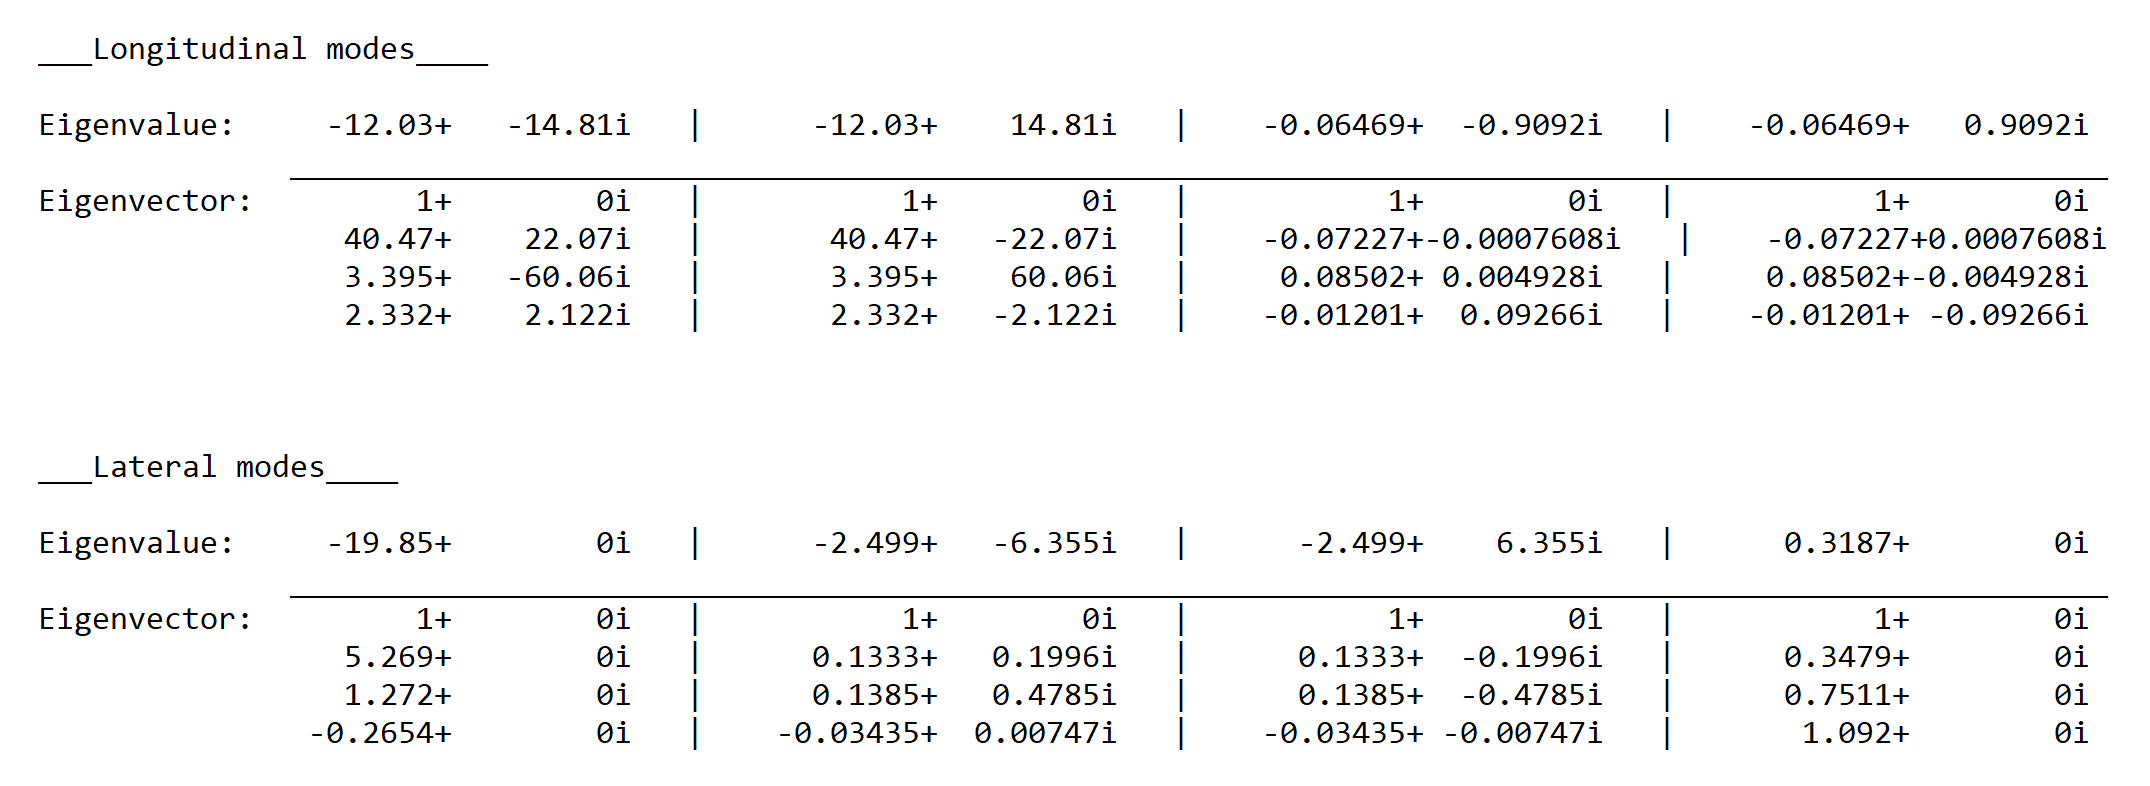 ___Longitudinal modes____
Eigenvalue: -12.03+ -14.81i | -12.03+ 14.81i | -0.06469+ -0.9092i | -0.06469+ 0.9092i
Eigenvector: 1+ 0i | 1+ 0i | 1+ 0i | 1+ 0i
40.47+ 22.07i | 40.47+ -22.07i | -0.07227+-0.0007608i | -0.07227+0.0007608i
3.395+ -60.06i | 3.395+ 60.06i | 0.08502+ 0.004928i | 0.08502+-0.004928i
2.332+ 2.122i | 2.332+ -2.122i | -0.01201+ 0.09266i | -0.01201+ -0.09266i
___Lateral modes____
Eigenvalue: -19.85+ 0i | -2.499+ -6.355i | -2.499+ 6.355i | 0.3187+ 0i
Eigenvector: 1+ 0i | 1+ 0i | 1+ 0i | 1+ 0i
5.269+ 0i | 0.1333+ 0.1996i | 0.1333+ -0.1996i | 0.3479+ 0i
1.272+ 0i | 0.1385+ 0.4785i | 0.1385+ -0.4785i | 0.7511+ 0i
-0.2654+ 0i | -0.03435+ 0.00747i | -0.03435+ -0.00747i | 1.092+ 0i